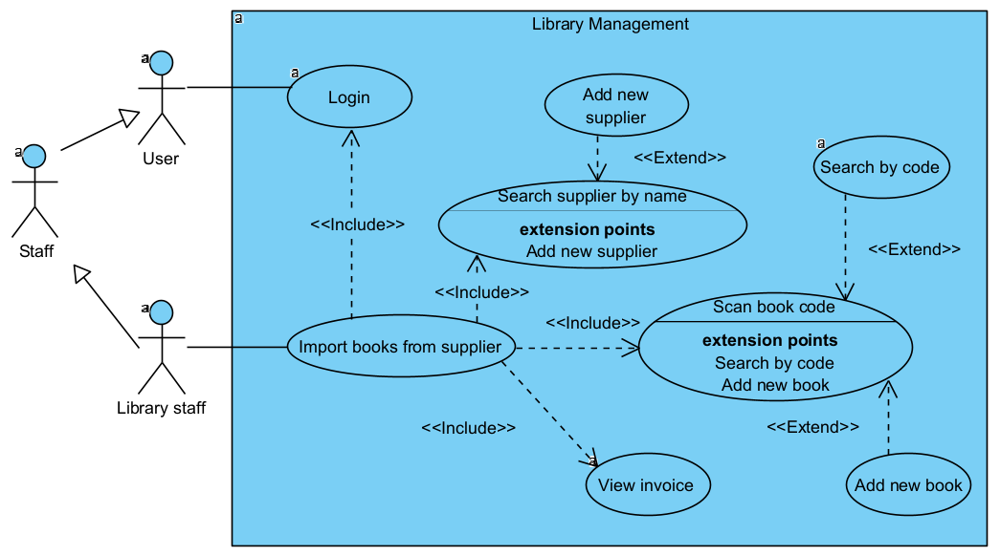 a
Library Management
a
User
a
Staff
a
Library staff
a
Login
Add new
supplier
<<Extend>>
a
Search by code
<<Include>>
Search supplier by name
extension points
Add new supplier
<<Extend>>
<<Include>>
<<Include>>
Import books from supplier
Scan book code
extension points
Search by code
Add new book
<<Include>>
<<Extend>>
a
View invoice
Add new book